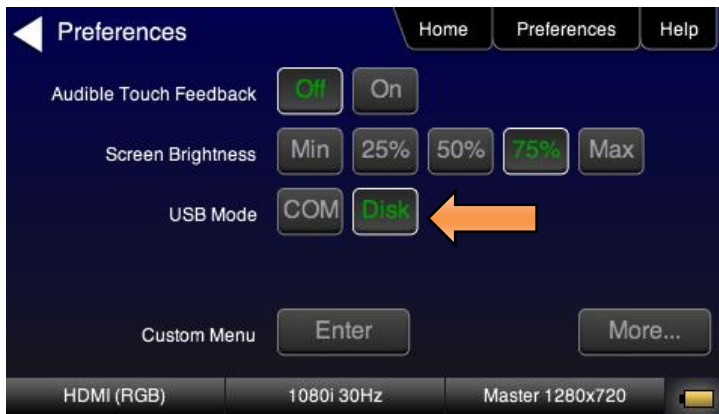 Preferences Home Preferences Help
Audible Touch Feedback Off On
Screen Brightness Min 25% 50% 75% Max
USB Mode COM Disk
Custom Menu Enter More...
HDMI (RGB) 1080i 30Hz Master 1280x720